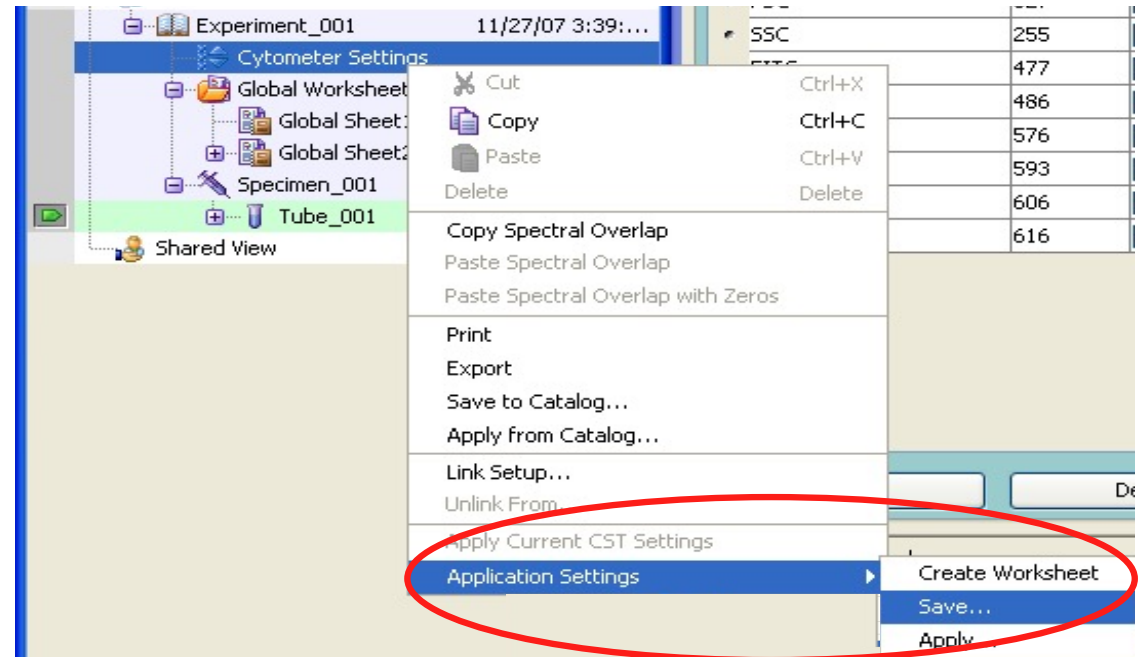 Experiment_001 11/27/07 3:39:...
SSC 255
Cytometer Settings
477
Global Worksheet
Cut Ctrl+X
486
Global Sheet1
Copy Ctrl+C
576
Global Sheet2
Paste Ctrl+V
593
Specimen_001
Delete Delete
606
Tube_001
Copy Spectral Overlap
616
Shared View
Paste Spectral Overlap
Paste Spectral Overlap with Zeros
Print
Export
Save to Catalog...
Apply from Catalog...
Link Setup...
De
Unlink From...
Apply Current CST Settings
Application Settings
Create Worksheet
Save...
Apply...